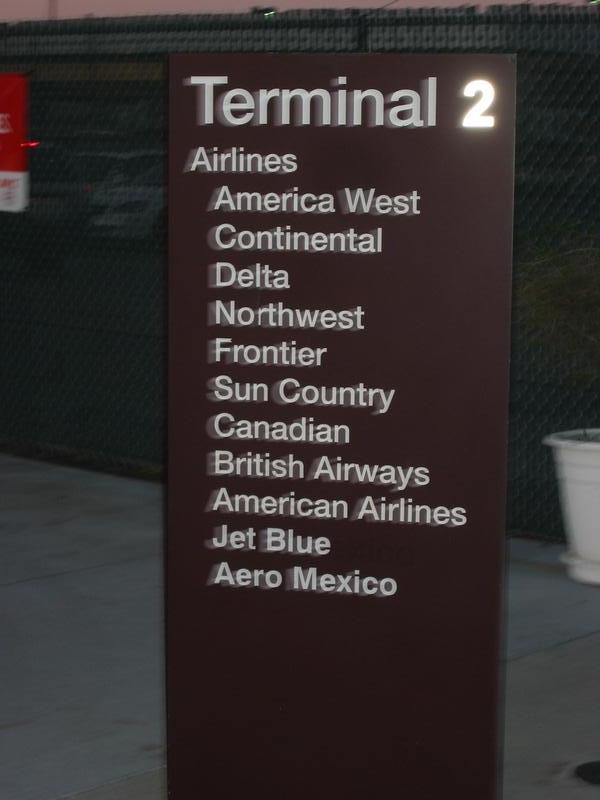 Terminal 2
Airlines
America West
Continental
Delta
Northwest
Frontier
Sun Country
Canadian
British Airways
American Airlines
Jet Blue
Aero Mexico